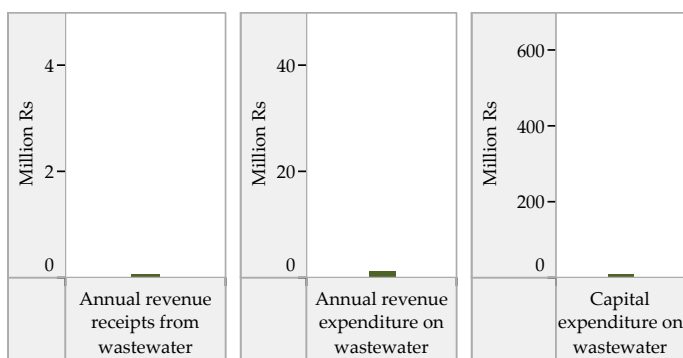 4
2
0
Million Rs
Annual revenue
receipts from
wastewater
40
20
0
Million Rs
Annual revenue
expenditure on
wastewater
600
400
200
0
Million Rs
Capital
expenditure on
wastewater